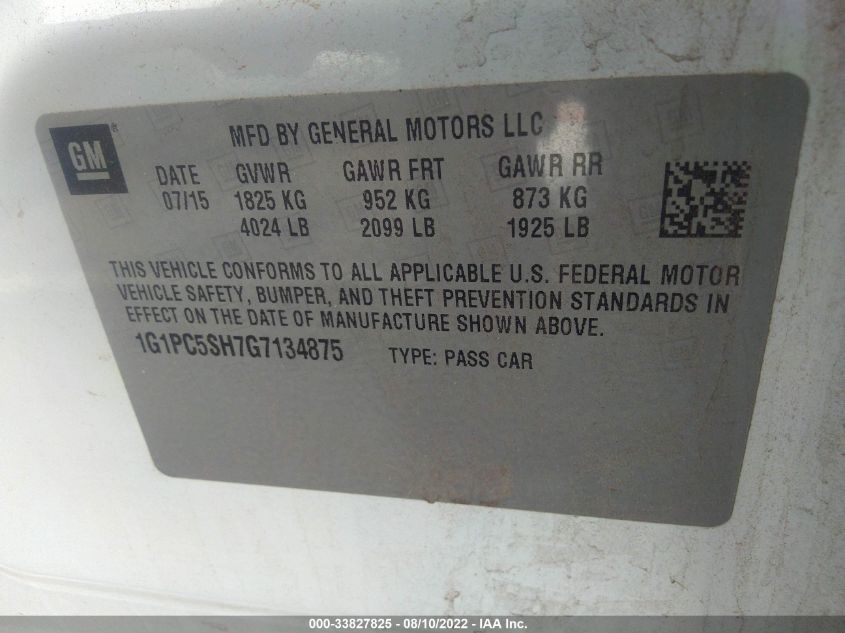 GM ®
MFD BY GENERAL MOTORS LLC
DATE GVWR GAWR FRT GAWR RR
07/15 1825 KG 952 KG 873 KG
4024 LB 2099 LB 1925 LB
THIS VEHICLE CONFORMS TO ALL APPLICABLE U.S. FEDERAL MOTOR
VEHICLE SAFETY, BUMPER, AND THEFT PREVENTION STANDARDS IN
EFFECT ON THE DATE OF MANUFACTURE SHOWN ABOVE.
1G1PC5SH7G7134875 TYPE: PASS CAR
000-33827825 - 08/10/2022 - IAA Inc.